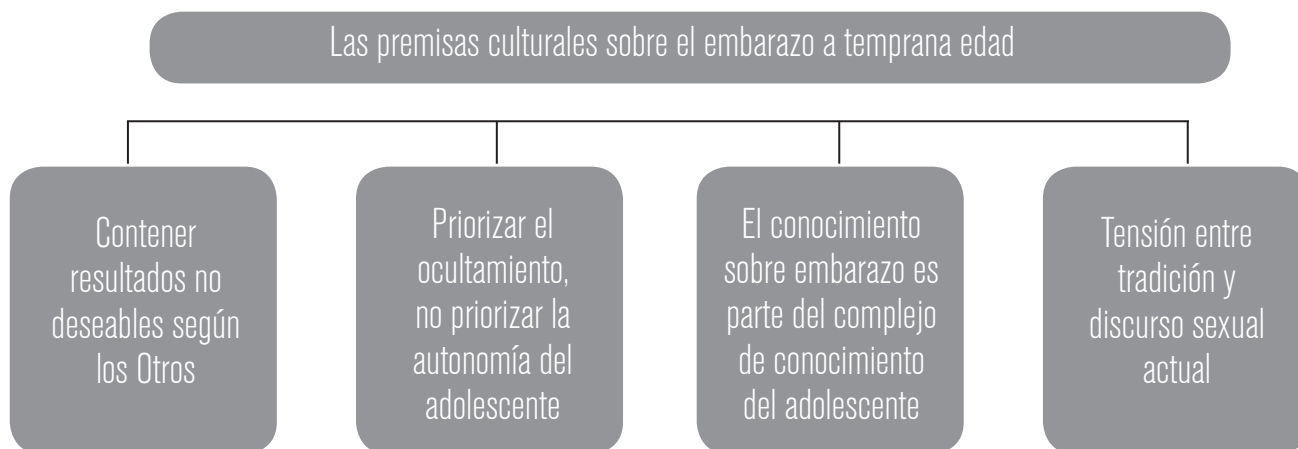 Las premisas culturales sobre el embarazo a temprana edad
Contener
resultados no
deseables según
los Otros
Priorizar el
ocultamiento,
no priorizar la
autonomía del
adolescente
El conocimiento
sobre embarazo es
parte del complejo
de conocimiento
del adolescente
Tensión entre
tradición y
discurso sexual
actual